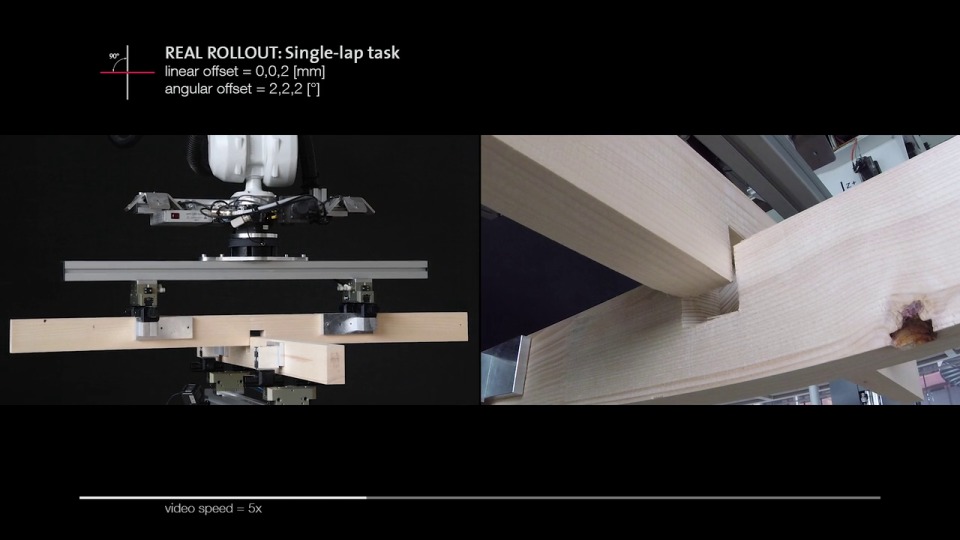 90°
REAL ROLLOUT: Single-lap task
linear offset = 0,0,2 [mm]
angular offset = 2,2,2 [°]
video speed = 5x